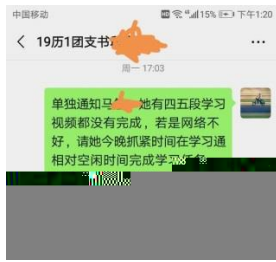 中国移动 HD 15% 下午1:20
19历1团支书
周一 17:03
单独通知马 她有四五段学习
视频都没有完成，若是网络不
好，请她今晚抓紧时间在学习通
相对空闲时间完成学习